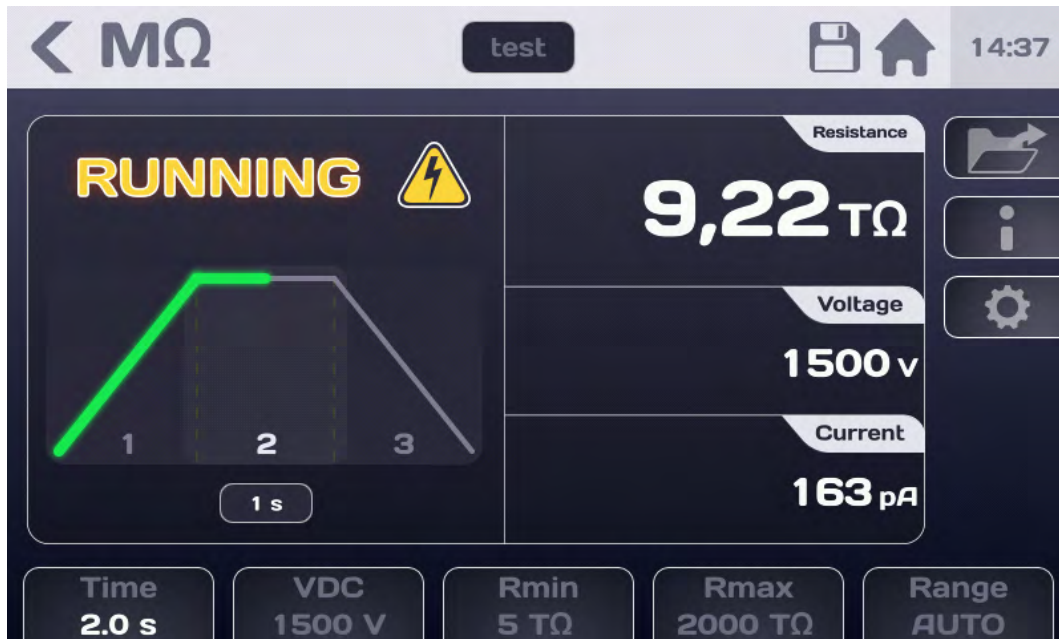 MΩ
test
14:37
RUNNING
1
2
3
1 s
Resistance
9,22 TΩ
Voltage
1500 V
Current
163 pA
Time
2.0 s
VDC
1500 V
Rmin
5 TΩ
Rmax
2000 TΩ
Range
AUTO